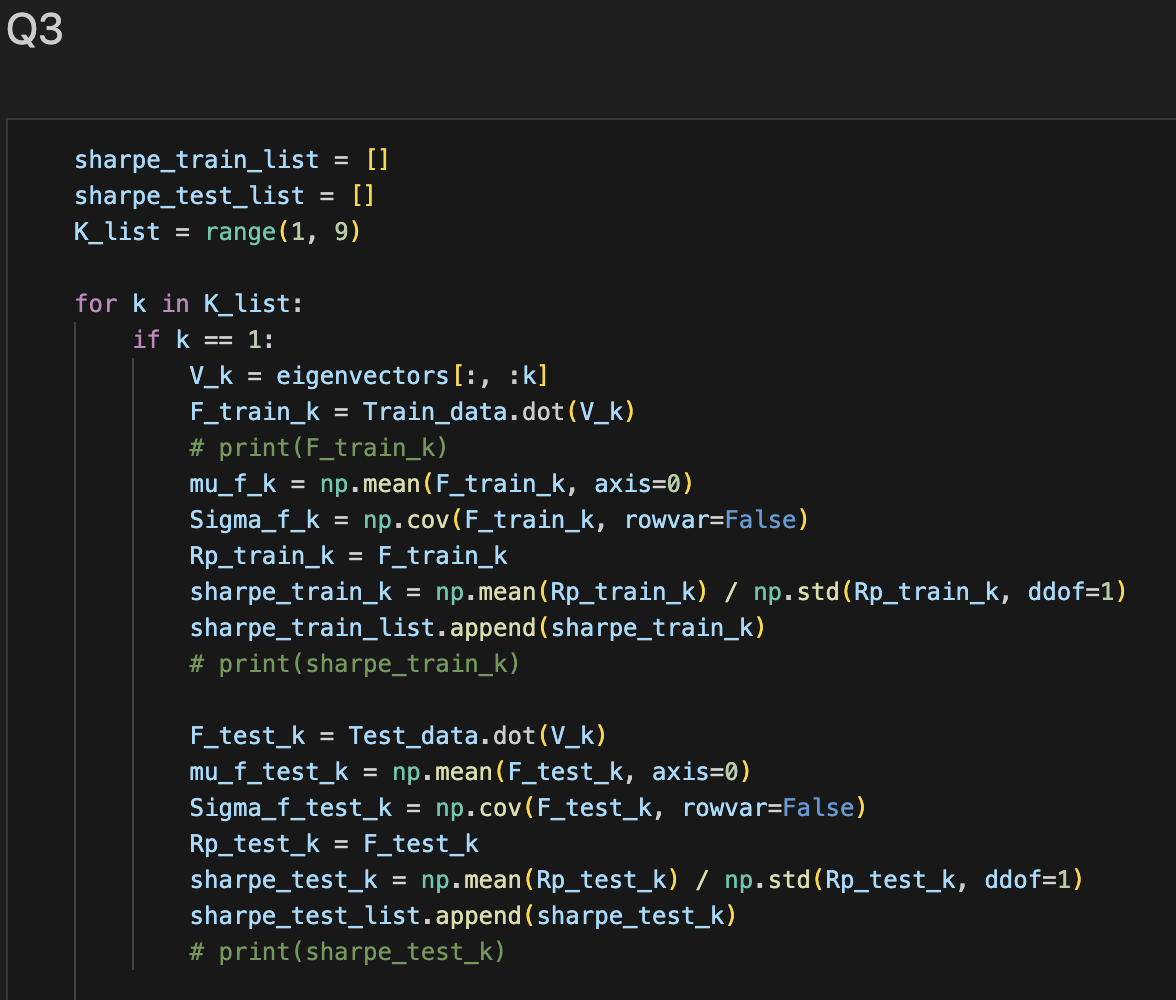 Q3
sharpe_train_list = []
sharpe_test_list = []
K_list = range(1, 9)
for k in K_list:
    if k == 1:
        V_k = eigenvectors[:, :k]
        F_train_k = Train_data.dot(V_k)
        # print(F_train_k)
        mu_f_k = np.mean(F_train_k, axis=0)
        Sigma_f_k = np.cov(F_train_k, rowvar=False)
        Rp_train_k = F_train_k
        sharpe_train_k = np.mean(Rp_train_k) / np.std(Rp_train_k, ddof=1)
        sharpe_train_list.append(sharpe_train_k)
        # print(sharpe_train_k)
        F_test_k = Test_data.dot(V_k)
        mu_f_test_k = np.mean(F_test_k, axis=0)
        Sigma_f_test_k = np.cov(F_test_k, rowvar=False)
        Rp_test_k = F_test_k
        sharpe_test_k = np.mean(Rp_test_k) / np.std(Rp_test_k, ddof=1)
        sharpe_test_list.append(sharpe_test_k)
        # print(sharpe_test_k)